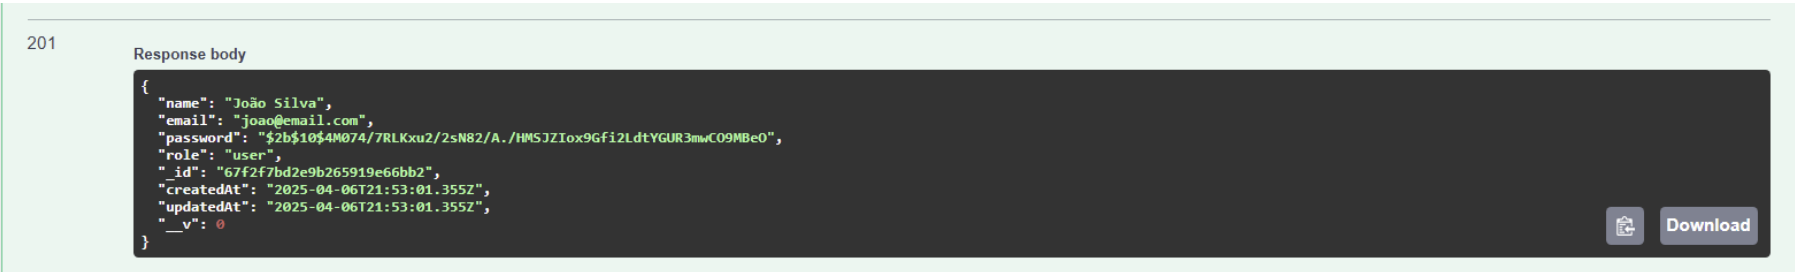 201
Response body
{
"name": "João Silva",
"email": "joao@email.com",
"password": "$2b$10$4M074/7RLKxu2/2sN82/A./HMSJZIox9Gfi2LdtYGUR3mwCO9MBeO",
"role": "user",
"_id": "67f2f7bd2e9b265919e66bb2",
"createdAt": "2025-04-06T21:53:01.355Z",
"updatedAt": "2025-04-06T21:53:01.355Z",
"__v": 0
}
Download